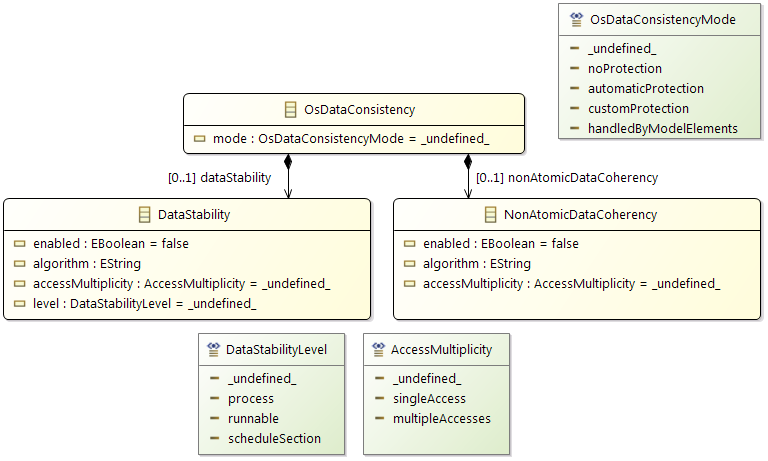 OsDataConsistencyMode
_undefined_
noProtection
automaticProtection
customProtection
handledByModelElements
OsDataConsistency
mode : OsDataConsistencyMode = _undefined_
[0..1] dataStability
[0..1] nonAtomicDataCoherency
DataStability
enabled : EBoolean = false
algorithm : EString
accessMultiplicity : AccessMultiplicity = _undefined_
level : DataStabilityLevel = _undefined_
NonAtomicDataCoherency
enabled : EBoolean = false
algorithm : EString
accessMultiplicity : AccessMultiplicity = _undefined_
DataStabilityLevel
_undefined_
process
runnable
scheduleSection
AccessMultiplicity
_undefined_
singleAccess
multipleAccesses